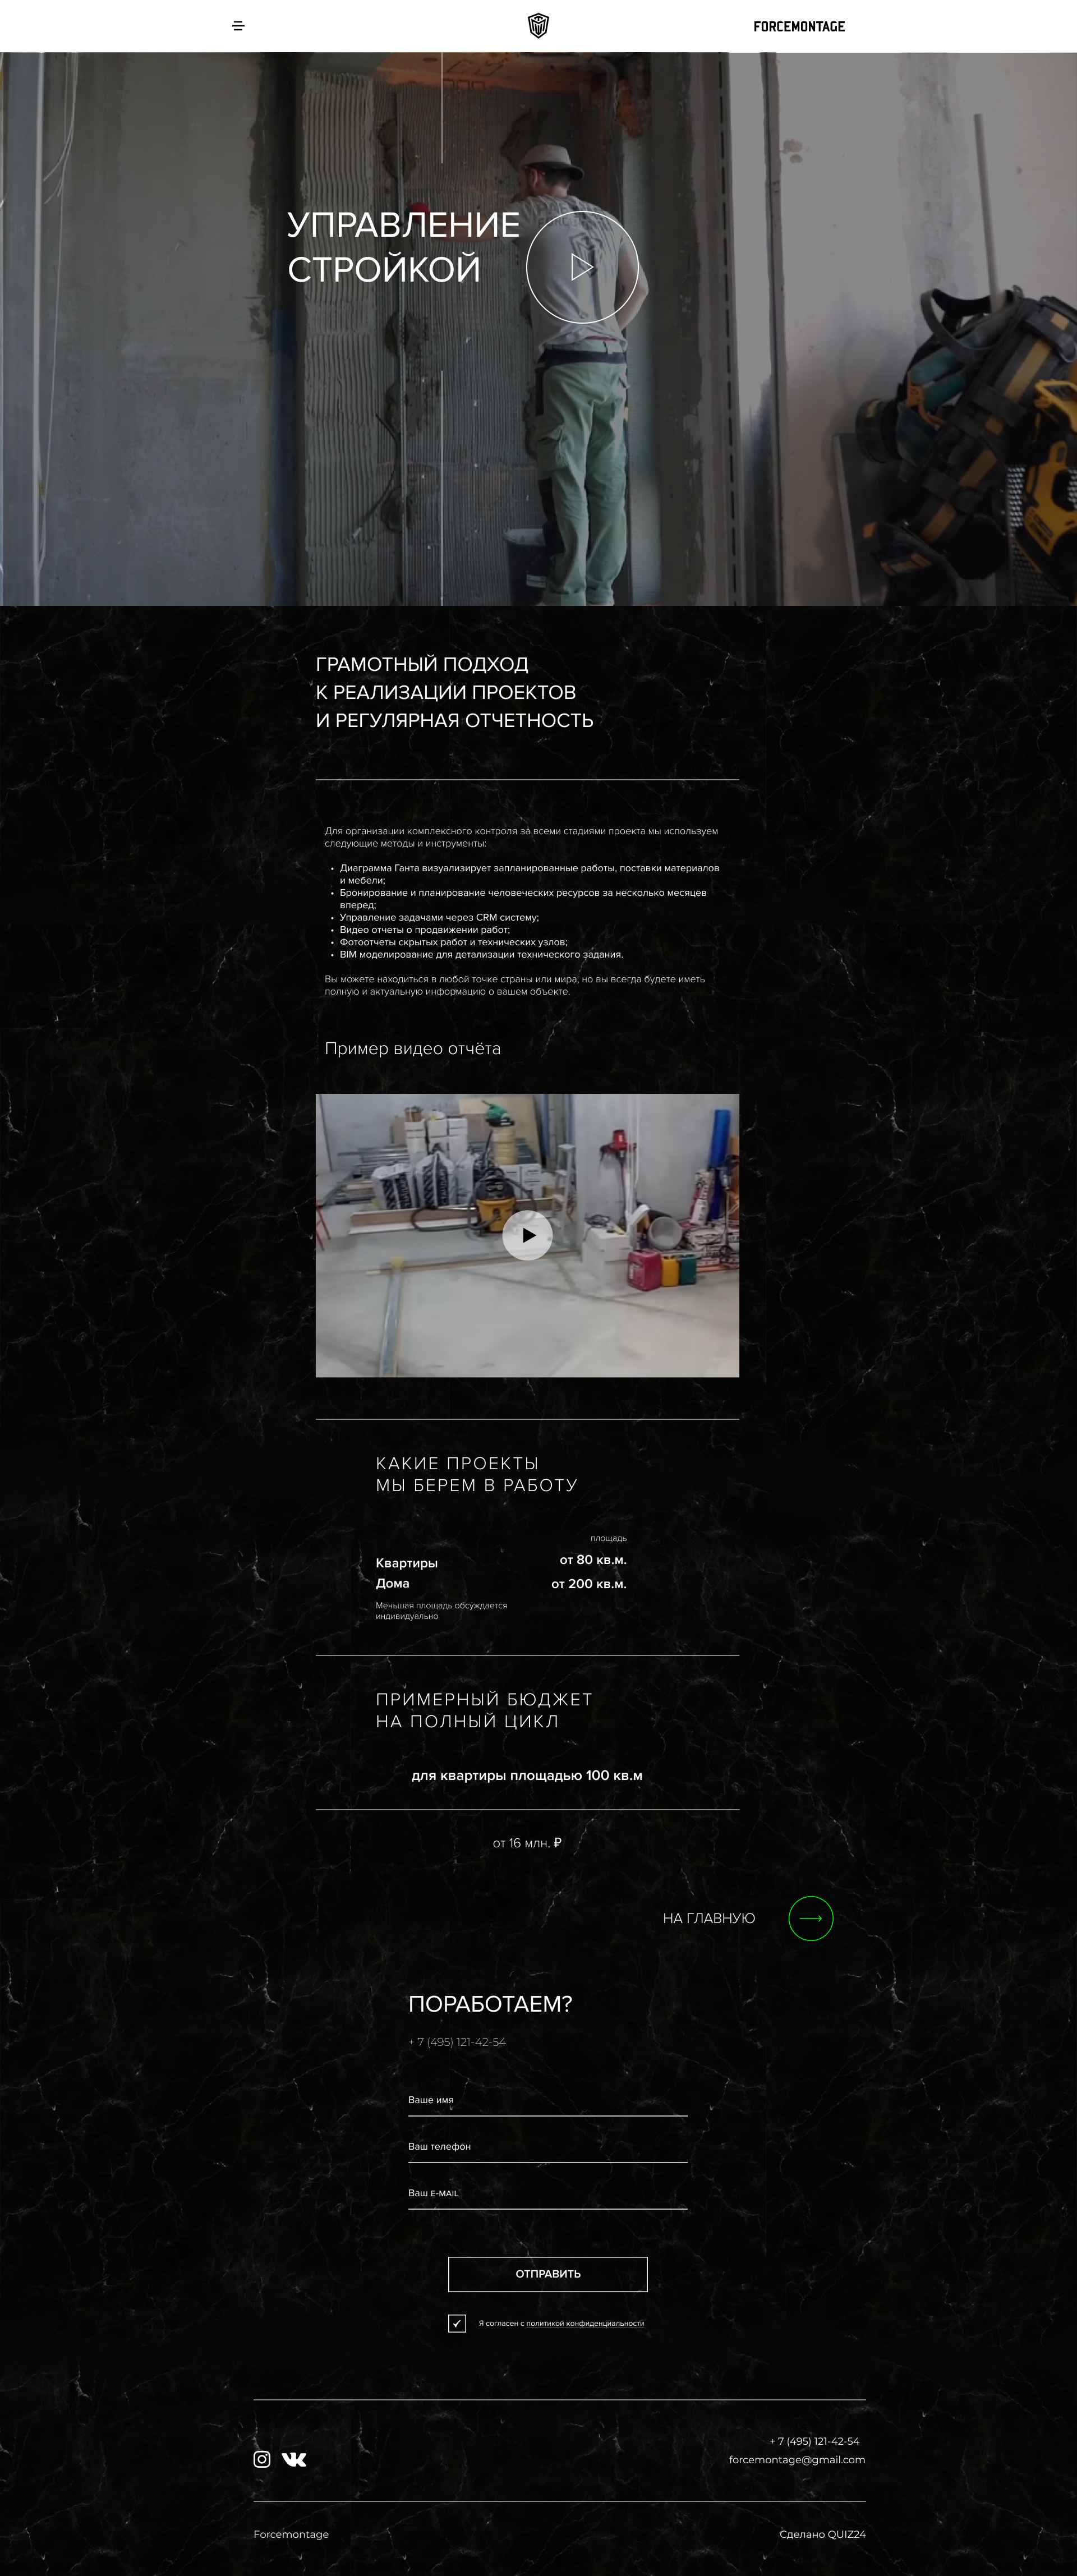 FORCEMONTAGE
УПРАВЛЕНИЕ
СТРОЙКОЙ
ГРАМОТНЫЙ ПОДХОД
К РЕАЛИЗАЦИИ ПРОЕКТОВ
И РЕГУЛЯРНАЯ ОТЧЕТНОСТЬ
Для организации комплексного контроля за всеми стадиями проекта мы используем
следующие методы и инструменты:
• Диаграмма Ганта визуализирует запланированные работы, поставки материалов
и мебели;
• Бронирование и планирование человеческих ресурсов за несколько месяцев
вперед;
• Управление задачами через CRM систему;
• Видео отчеты о продвижении работ;
• Фотоотчеты скрытых работ и технических узлов;
• BIM моделирование для детализации технического задания.
Вы можете находиться в любой точке страны или мира, но вы всегда будете иметь
полную и актуальную информацию о вашем объекте.
Пример видео отчёта
КАКИЕ ПРОЕКТЫ
МЫ БЕРЕМ В РАБОТУ
площадь
Квартиры от 80 кв.м.
Дома от 200 кв.м.
Меньшая площадь обсуждается
индивидуально
ПРИМЕРНЫЙ БЮДЖЕТ
НА ПОЛНЫЙ ЦИКЛ
для квартиры площадью 100 кв.м
от 16 млн. ₽
НА ГЛАВНУЮ
ПОРАБОТАЕМ?
+ 7 (495) 121-42-54
Ваше имя
Ваш телефон
Ваш E-MAIL
ОТПРАВИТЬ
Я согласен с политикой конфиденциальности
+ 7 (495) 121-42-54
forcemontage@gmail.com
Forcemontage
Сделано QUIZ24